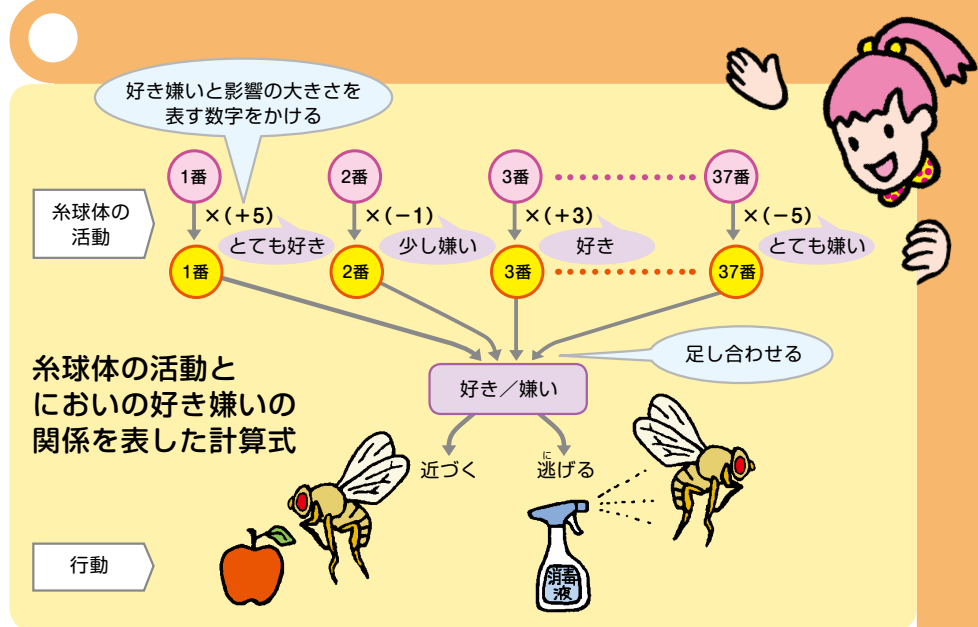 好き嫌いと影響の大きさを
表す数字をかける
1番
2番
3番
37番
糸球体の
活動
×(+5)
×(−1)
×(+3)
×(−5)
とても好き
少し嫌い
好き
とても嫌い
1番
2番
3番
37番
足し合わせる
糸球体の活動と
においの好き嫌いの
関係を表した計算式
好き／嫌い
近づく
に
逃げる
行動
消毒
液